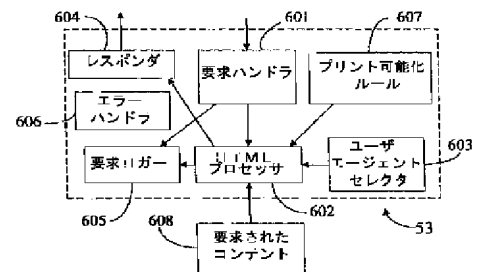 604
601
607
レスポンダ
要求ハンドラ
プリント可能化
ルール
606
エラー
ハンドラ
要求ロガー
HTML
プロセッサ
ユーザ
エージェント
セレクタ
603
605
608
602
53
要求された
コンテント